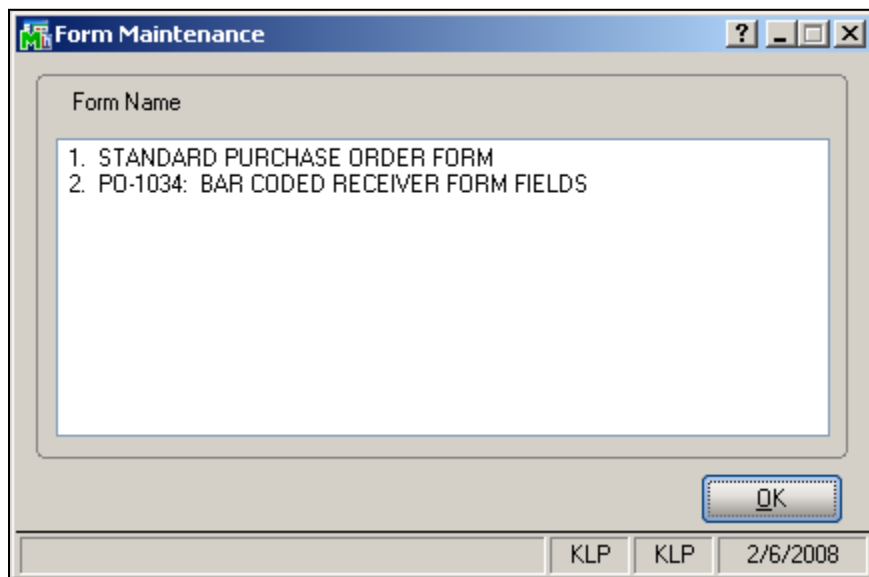 Form Maintenance
Form Name
1. STANDARD PURCHASE ORDER FORM
2. PO-1034: BAR CODED RECEIVER FORM FIELDS
OK
KLP KLP 2/6/2008